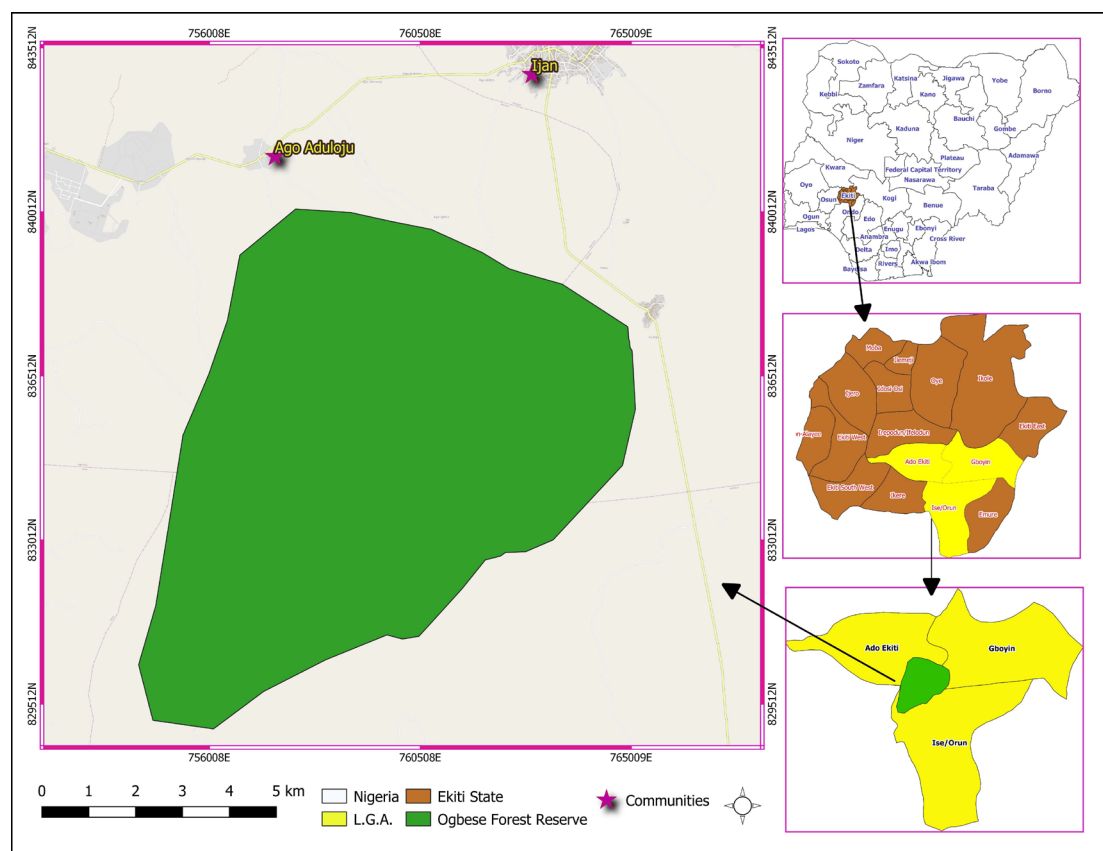 756008E
760508E
765009E
843512N
840012N
836512N
833012N
829512N
Ijan
Ago Aduloju
843512N
840012N
836512N
833012N
829512N
756008E
760508E
765009E
Sokoto
Zamfara
Katsina
Jigawa
Yobe
Borno
Kebbi
Kano
Bauchi
Gombe
Kaduna
Niger
Adamawa
Plateau
Kwara
Federal Capital Territory
Nasarawa
Taraba
Oyo
Osun
Ekiti
Kogi
Benue
Ogun
Ondo
Edo
Lagos
Enugu
Ebonyi
Anambra
Cross River
Delta
Imo
Bayelsa
Rivers
Akwa Ibom
Moba
Ilemeji
Oye
Ikole
Ijero
Ekiti East
Ekiti West
Ado Ekiti
Gboyin
Ekiti South West
Ikere
Ise/Orun
Emure
Ado Ekiti
Gboyin
Ise/Orun
0 1 2 3 4 5 km
Nigeria
Ekiti State
L.G.A.
Ogbese Forest Reserve
Communities